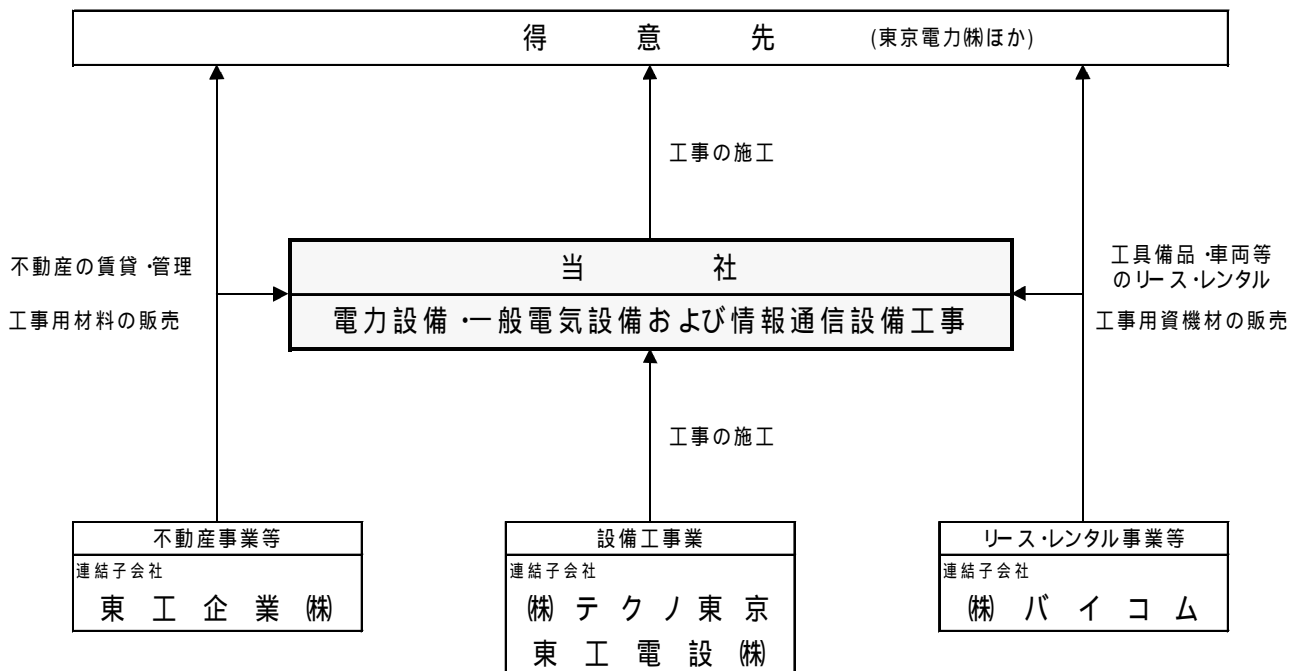 得意先 (東京電力㈱ほか)
工事の施工
不動産の賃貸・管理
工事用材料の販売
当社
電力設備・一般電気設備および情報通信設備工事
工具備品・車両等
のリース・レンタル
工事用資機材の販売
工事の施工
不動産事業等
連結子会社
東工企業㈱
設備工事業
連結子会社
㈱テクノ東京
東工電設㈱
リース・レンタル事業等
連結子会社
㈱バイコム